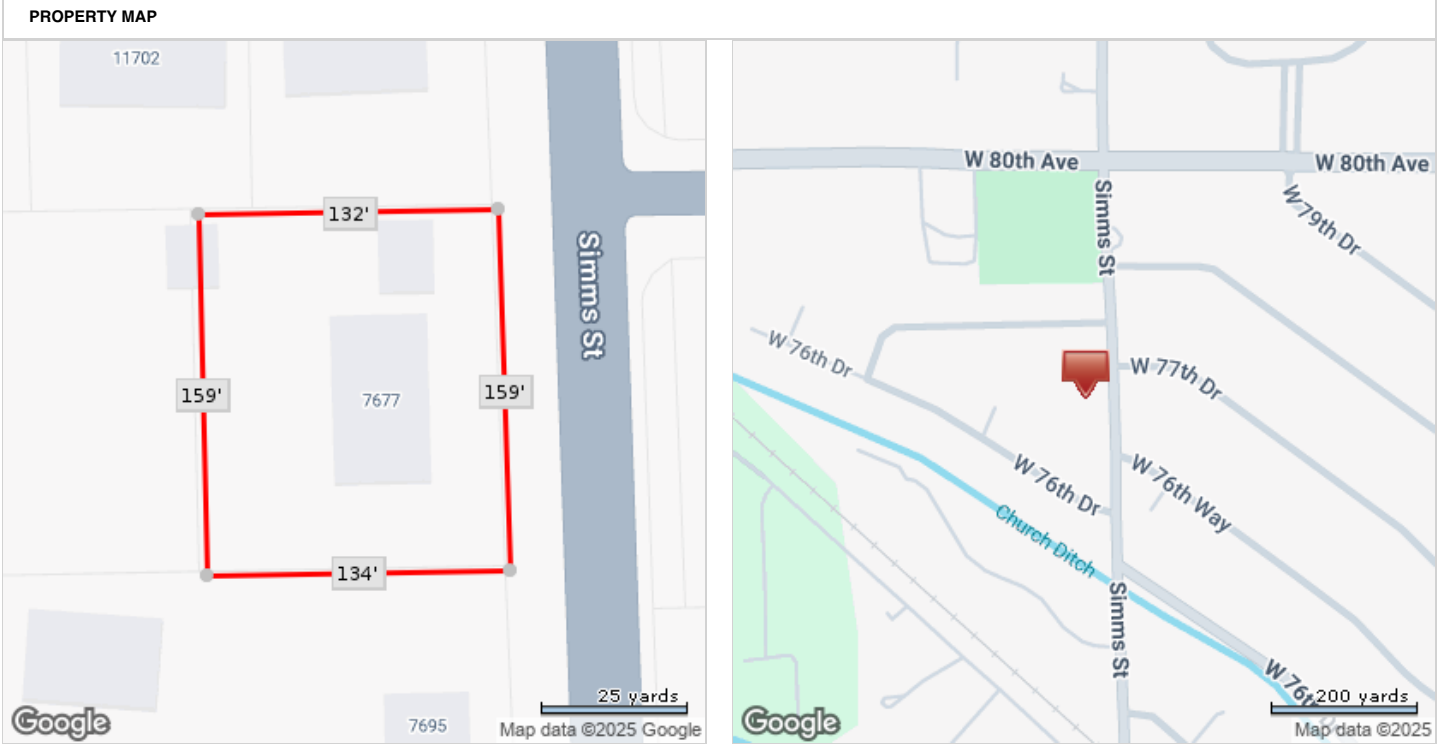 PROPERTY MAP
11702
132'
Simms St
159'
159'
7677
134'
25 yards
7695
Google
Map data ©2025 Google
W 80th Ave
W 80th Ave
Simms St
W 79th Dr
W 76th Dr
W 77th Dr
W 76th Dr
W 76th Way
Church Ditch
Simms St
W 76t
200 yards
Google
Map data ©2025